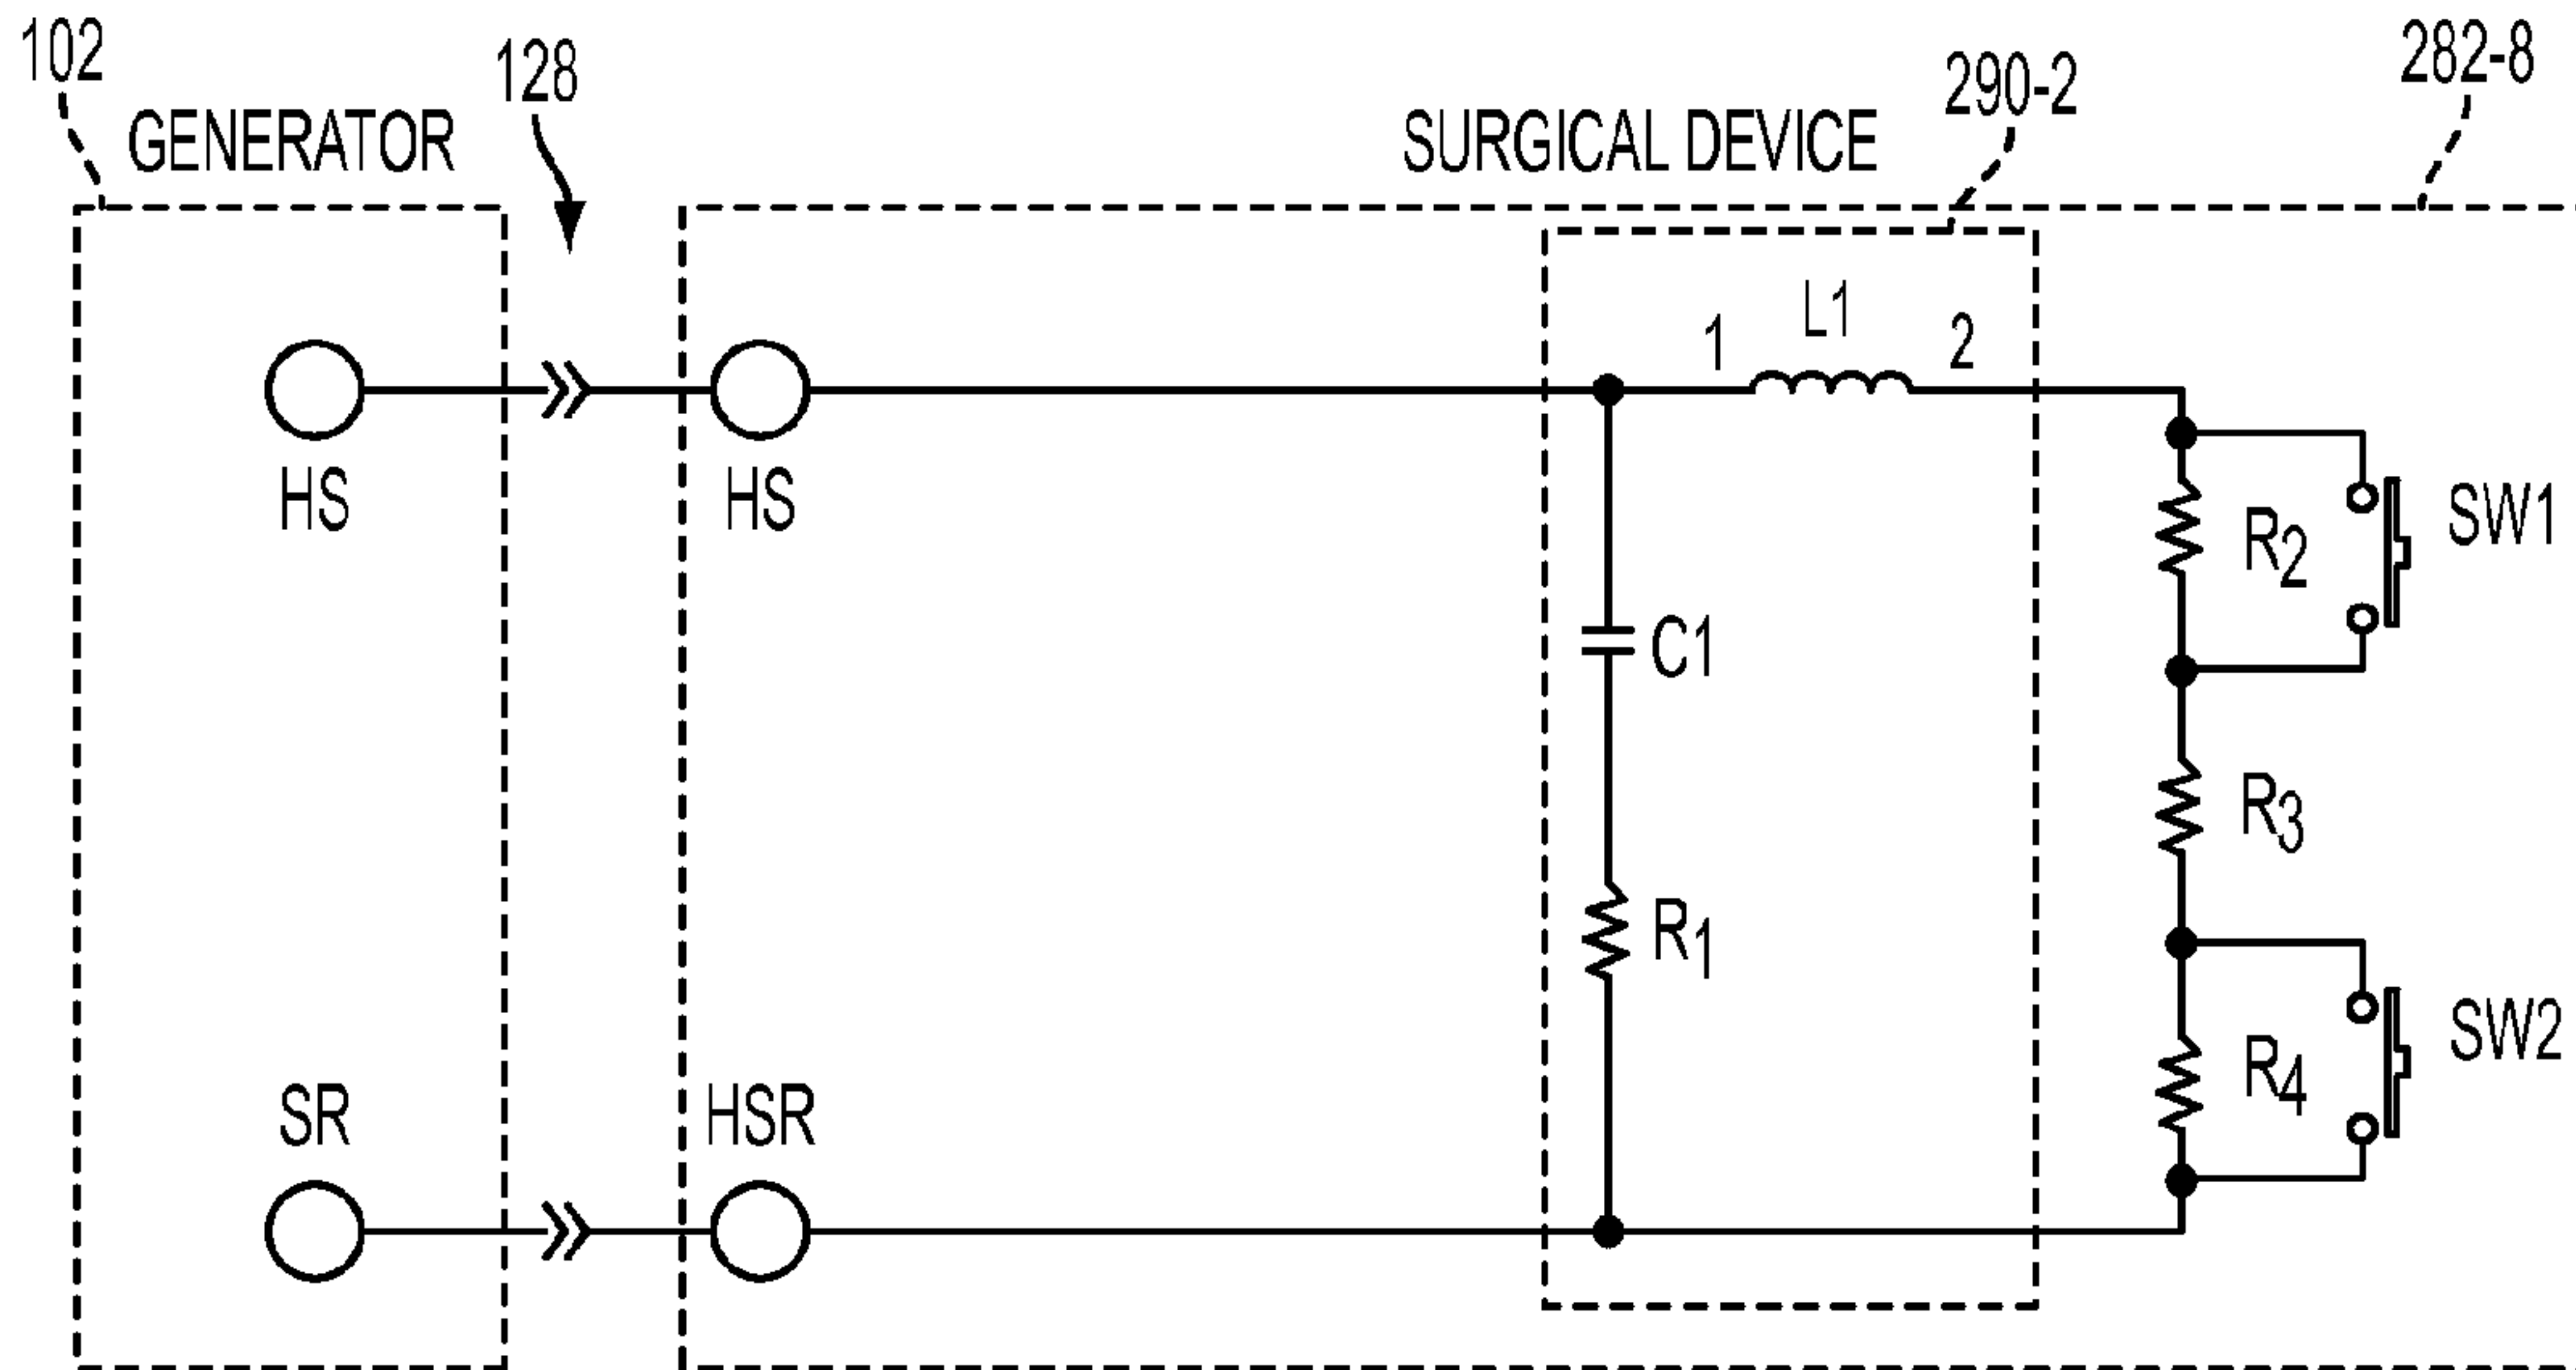 102
128
290-2
282-8
GENERATOR
SURGICAL DEVICE
1
L1
2
HS
HS
R2
SW1
C1
R3
R1
SR
HSR
R4
SW2